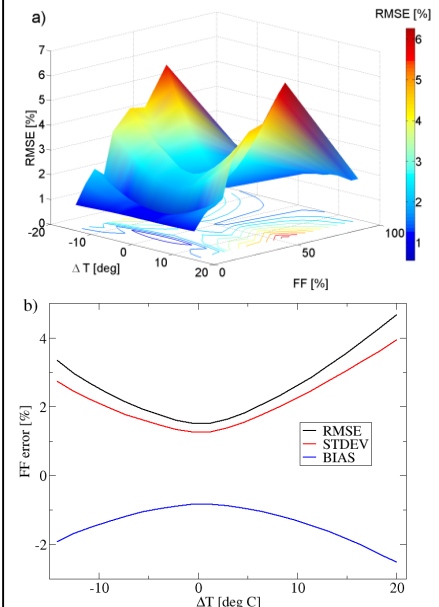 a)
RMSE [%]
7
6
5
4
3
2
1
0
RMSE [%]
-20
-10
0
10
20
Δ T [deg]
0
50
100
FF [%]
6
5
4
3
2
1
b)
4
2
0
-2
FF error [%]
RMSE
STDEV
BIAS
-10 0 10 20
ΔT [deg C]